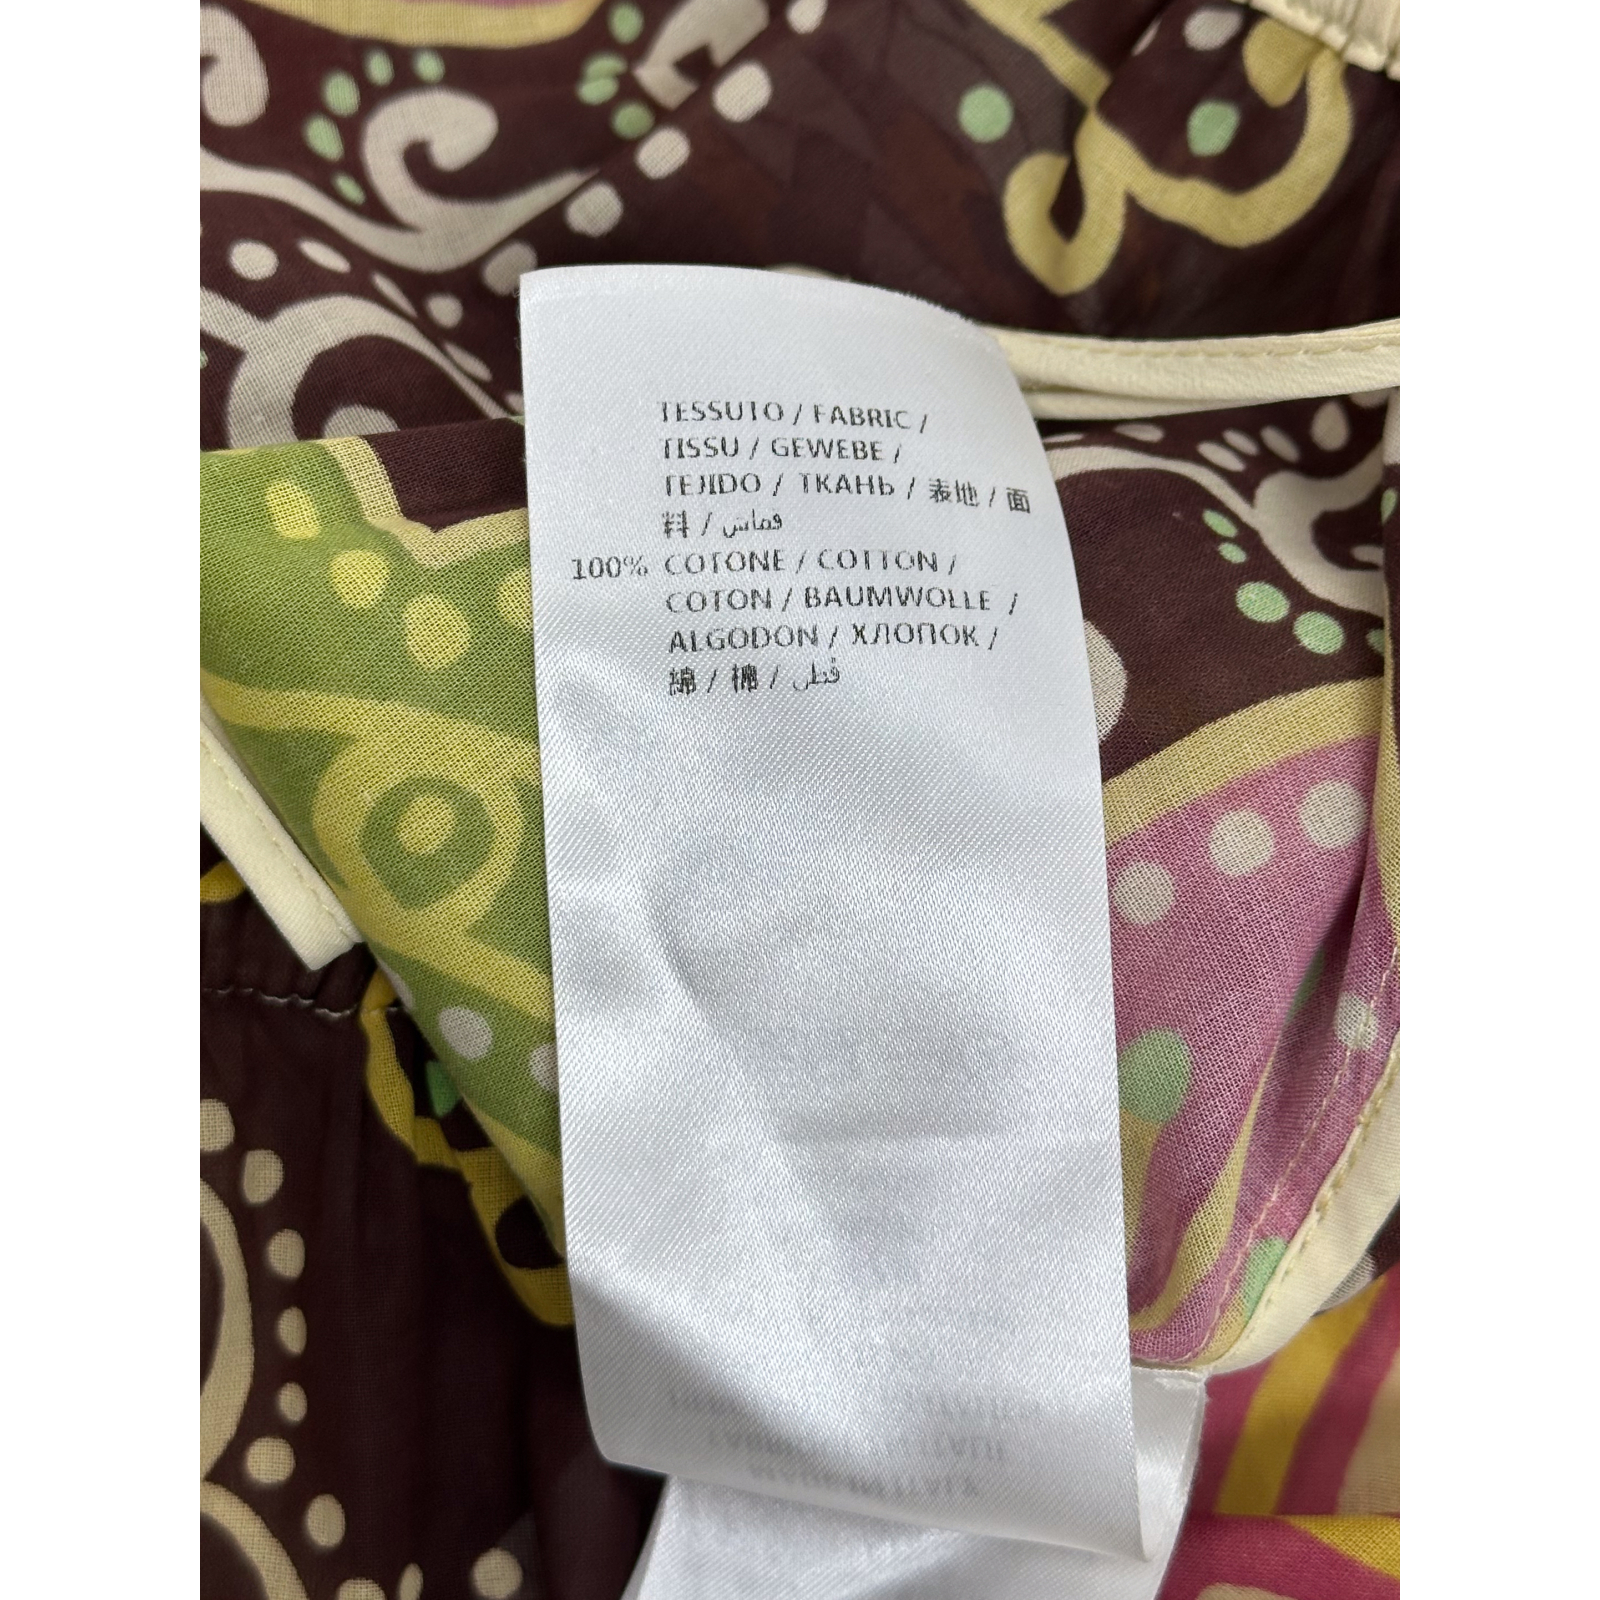 TESSUTO / FABRIC /
TISSU / GEWEBE /
TEJIDO / ТКАНЬ / 表地 / 面
料 / قماش
100% COTONE / COTTON /
COTON / BAUMWOLLE /
ALGODON / ХЛОПОК /
綿 / 棉 / قطن